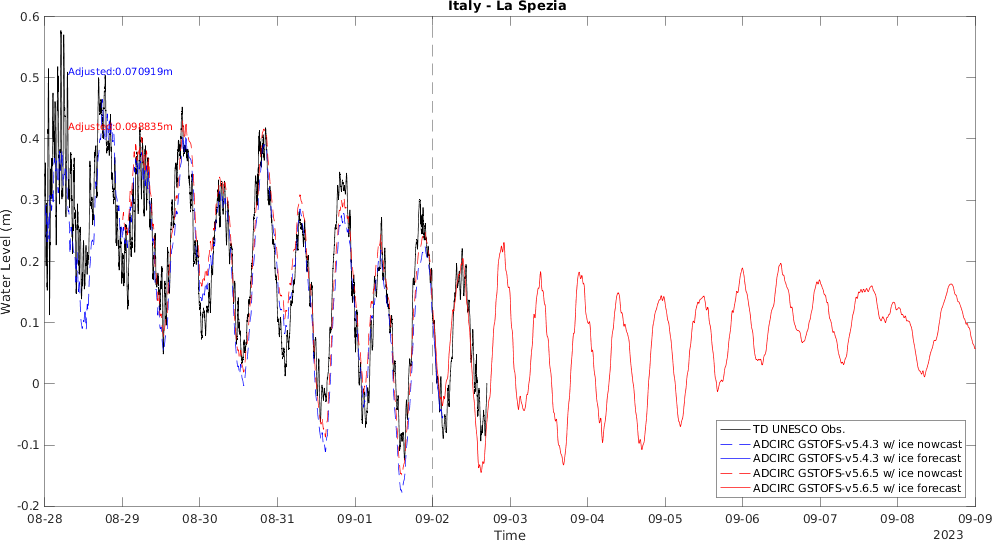 Italy - La Spezia
0.6
0.5
0.4
0.3
0.2
0.1
0
-0.1
-0.2
Water Level (m)
Adjusted:0.070919m
Adjusted:0.098835m
TD UNESCO Obs.
ADCIRC GSTOFS-v5.4.3 w/ ice nowcast
ADCIRC GSTOFS-v5.4.3 w/ ice forecast
ADCIRC GSTOFS-v5.6.5 w/ ice nowcast
ADCIRC GSTOFS-v5.6.5 w/ ice forecast
08-28 08-29 08-30 08-31 09-01 09-02 09-03 09-04 09-05 09-06 09-07 09-08 09-09
Time
2023